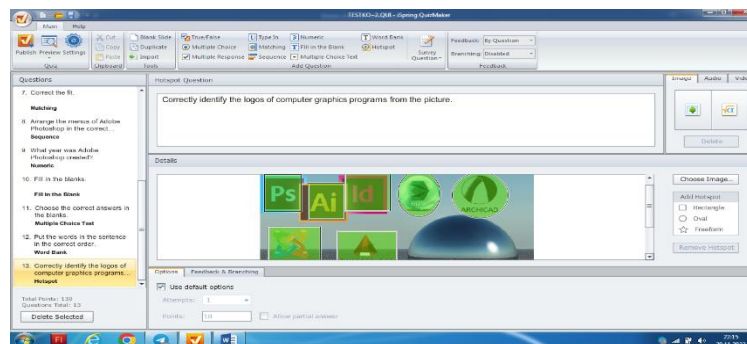 TESTKO-2.QUI - iSpring QuizMaker
Main Help
Publish Preview Settings
Quiz
Cut
Copy
Paste
Clipboard
Blank Slide
Duplicate
Import
Tools
True/False
Multiple Choice
Multiple Response
Type In
Matching
Sequence
Numeric
Fill in the Blank
Multiple Choice Text
Word Bank
Hotspot
Add Question
Survey
Question
Feedback: By Question
Branching: Disabled
Feedback
Questions
7. Correct the fit.
Matching
8. Arrange the menus of Adobe
Photoshop in the correct...
Sequence
9. What year was Adobe
Photoshop created?
Numeric
10. Fill in the blanks.
Fill in the Blank
11. Choose the correct answers in
the blanks.
Multiple Choice Text
12. Put the words in the sentence
in the correct order.
Word Bank
13. Correctly identify the logos of
computer graphics programs...
Hotspot
Total Points: 130
Questions Total: 13
Delete Selected
Hotspot Question
Correctly identify the logos of computer graphics programs from the picture.
Details
Ps
Ai
Id
ARCHICAD
Options Feedback & Branching
Use default options
Attempts: 1
Points: 10
Allow partial answer
Image Audio Vide
Delete
Choose Image...
Add Hotspot
Rectangle
Oval
Freeform
Remove Hotspot
22:15